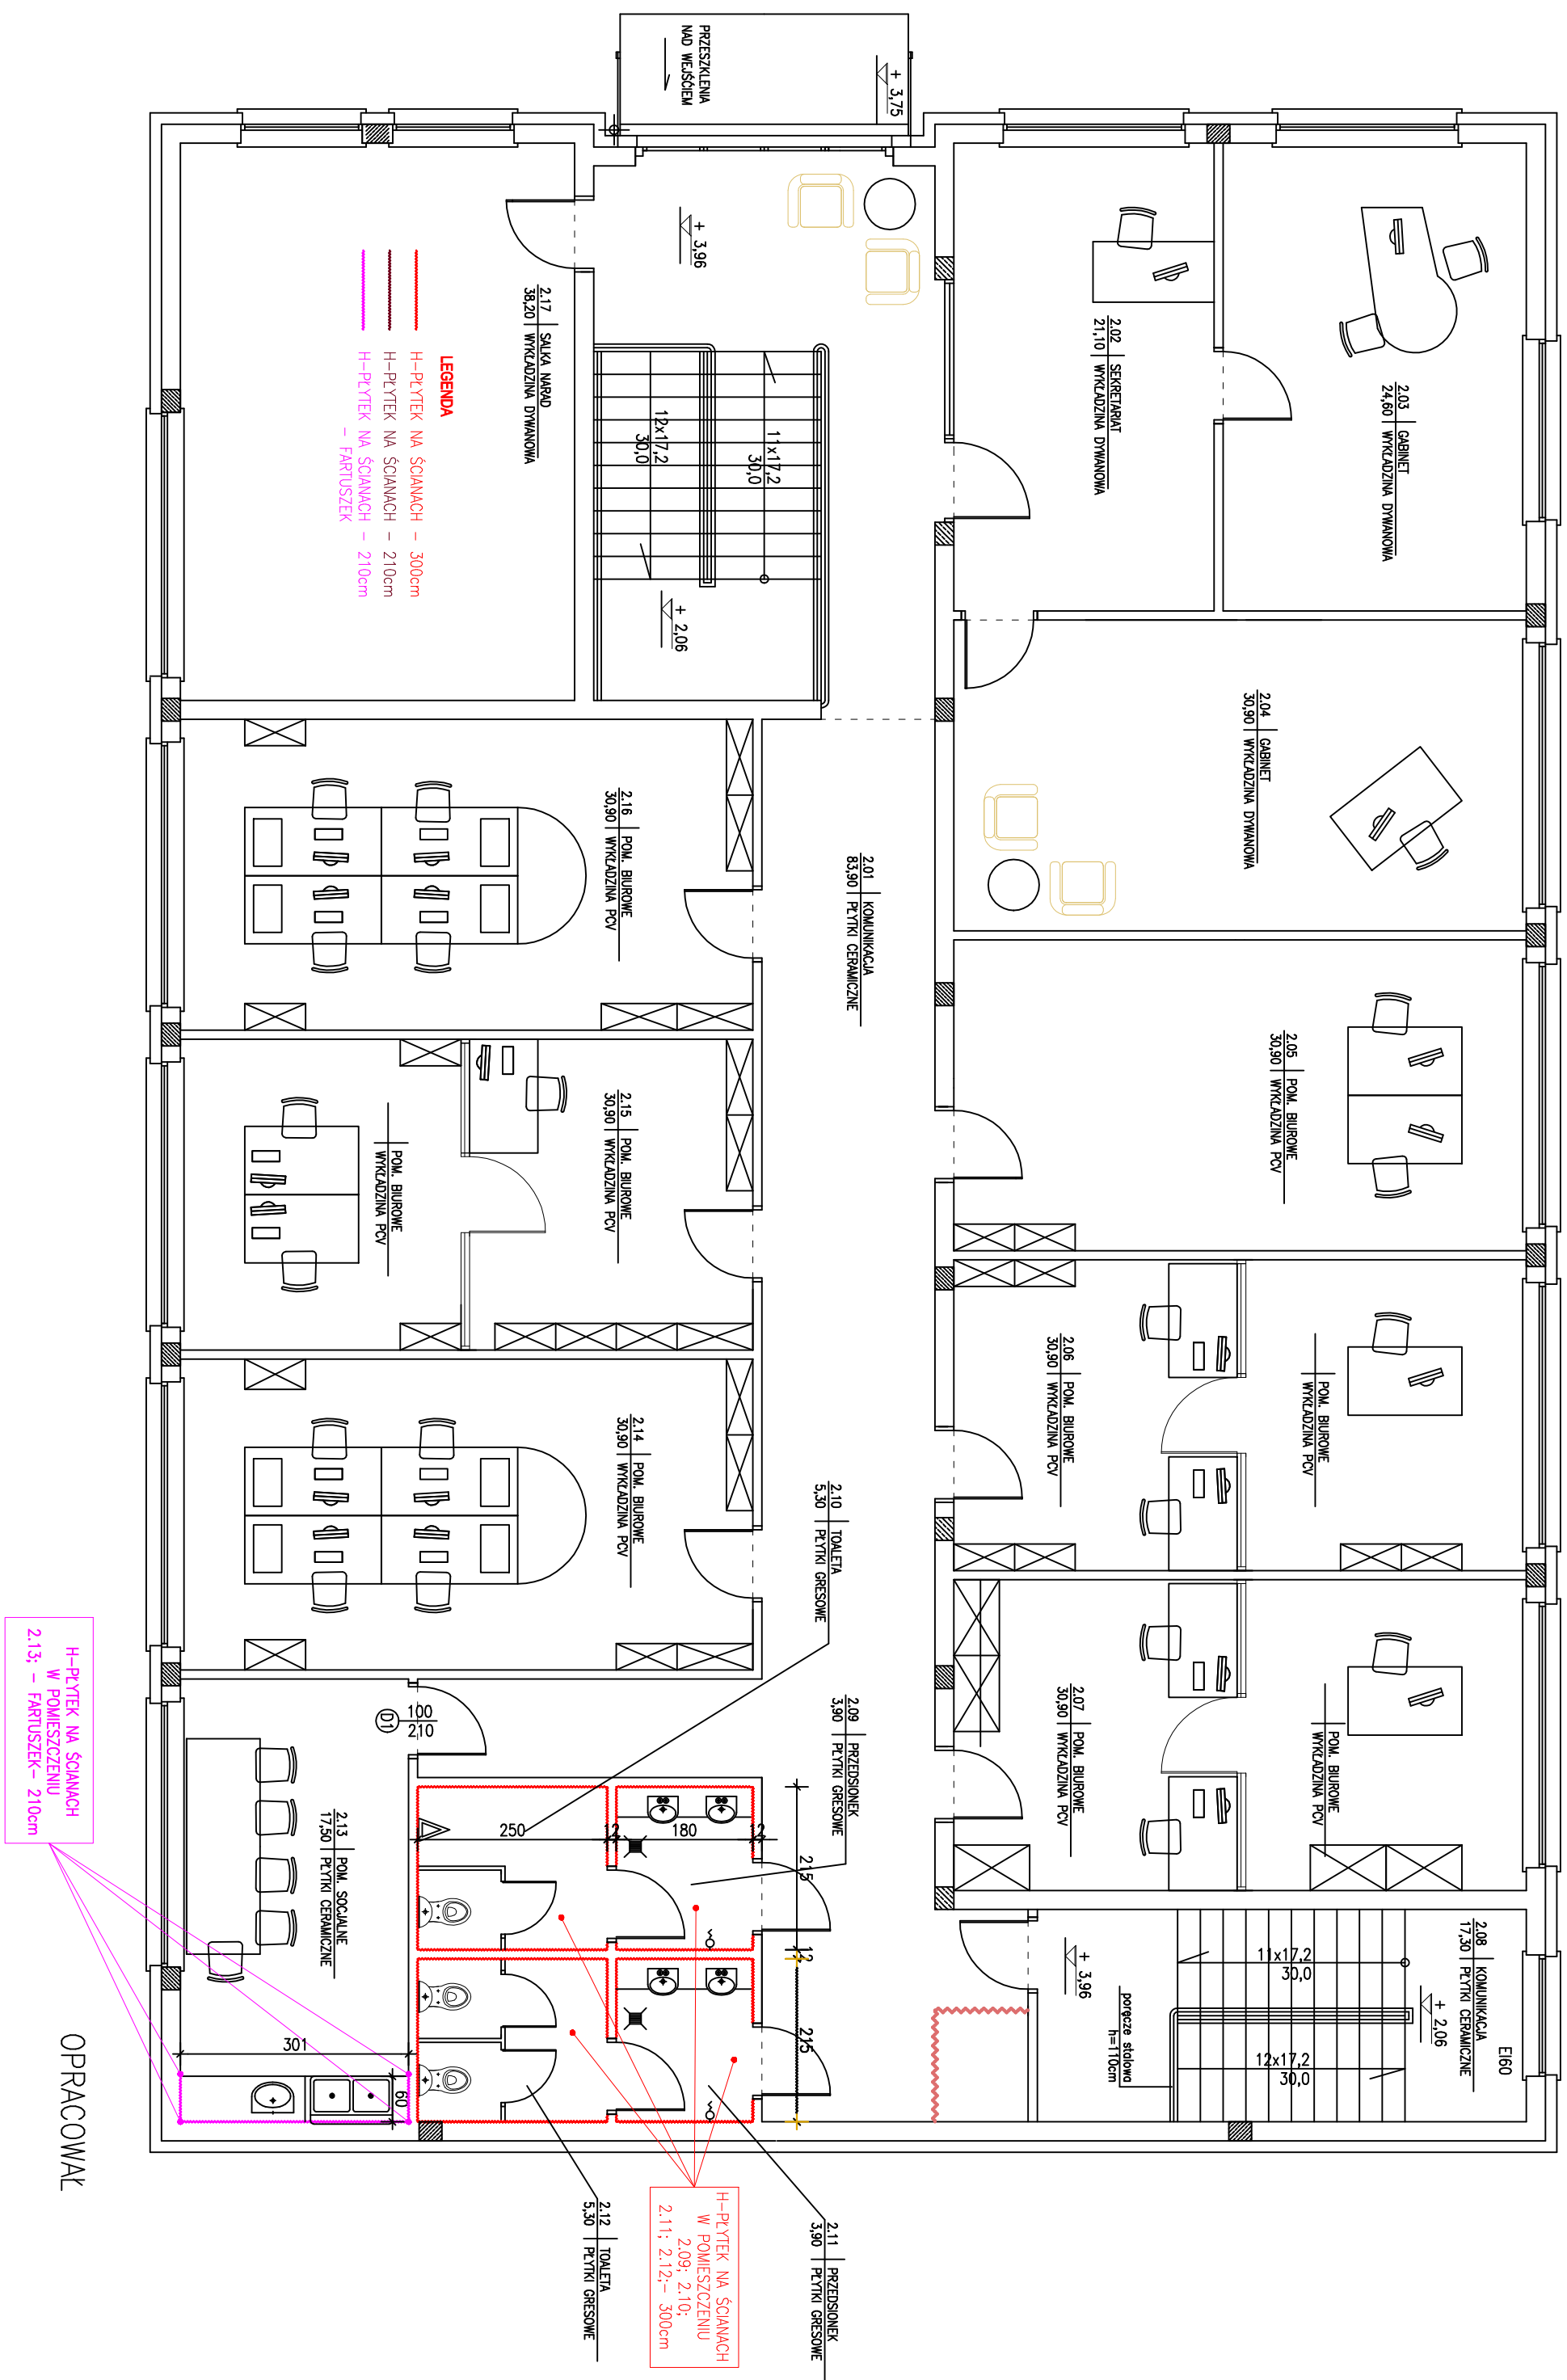 PRZESZKLENIA
NAD WEJŚCIEM
+ 3,75
+ 3,96
2.17 SALKA NARAD
38,20 WYKŁADZINA DYWANOWA
LEGENDA
H-PŁYTEK NA ŚCIANACH - 300cm
H-PŁYTEK NA ŚCIANACH - 210cm
H-PŁYTEK NA ŚCIANACH - 210cm
- FARTUSZEK
11x17,2
30,0
12x17,2
30,0
+ 2,06
2.03 GABINET
24,60 WYKŁADZINA DYWANOWA
2.02 SEKRETARIAT
21,10 WYKŁADZINA DYWANOWA
2.04 GABINET
30,90 WYKŁADZINA DYWANOWA
2.01 KOMUNIKACJA
83,90 PŁYTKI CERAMICZNE
2.16 POM. BIUROWE
30,90 WYKŁADZINA PCV
2.05 POM. BIUROWE
30,90 WYKŁADZINA PCV
2.15 POM. BIUROWE
30,90 WYKŁADZINA PCV
POM. BIUROWE
WYKŁADZINA PCV
POM. BIUROWE
WYKŁADZINA PCV
2.06 POM. BIUROWE
30,90 WYKŁADZINA PCV
2.14 POM. BIUROWE
30,90 WYKŁADZINA PCV
2.10 TOALETA
5,30 PŁYTKI GRESOWE
POM. BIUROWE
WYKŁADZINA PCV
2.07 POM. BIUROWE
30,90 WYKŁADZINA PCV
2.09 PRZEDSIONEK
3,90 PŁYTKI GRESOWE
100
210
D1
H-PŁYTEK NA ŚCIANACH
W POMIESZCZENIU
2.13; - FARTUSZEK- 210cm
2.13 POM. SOCJALNE
17,50 PŁYTKI CERAMICZNE
250
12
180
215
12
215
301
60
2.08 KOMUNIKACJA
17,30 PŁYTKI CERAMICZNE
EI60
+ 2,06
+ 3,96
11x17,2
30,0
12x17,2
30,0
poręcze stalowa
h=110cm
H-PŁYTEK NA ŚCIANACH
W POMIESZCZENIU
2.09; 2.10;
2.11; 2.12;- 300cm
2.11 PRZEDSIONEK
3,90 PŁYTKI GRESOWE
2.12 TOALETA
5,30 PŁYTKI GRESOWE
OPRACOWAŁ